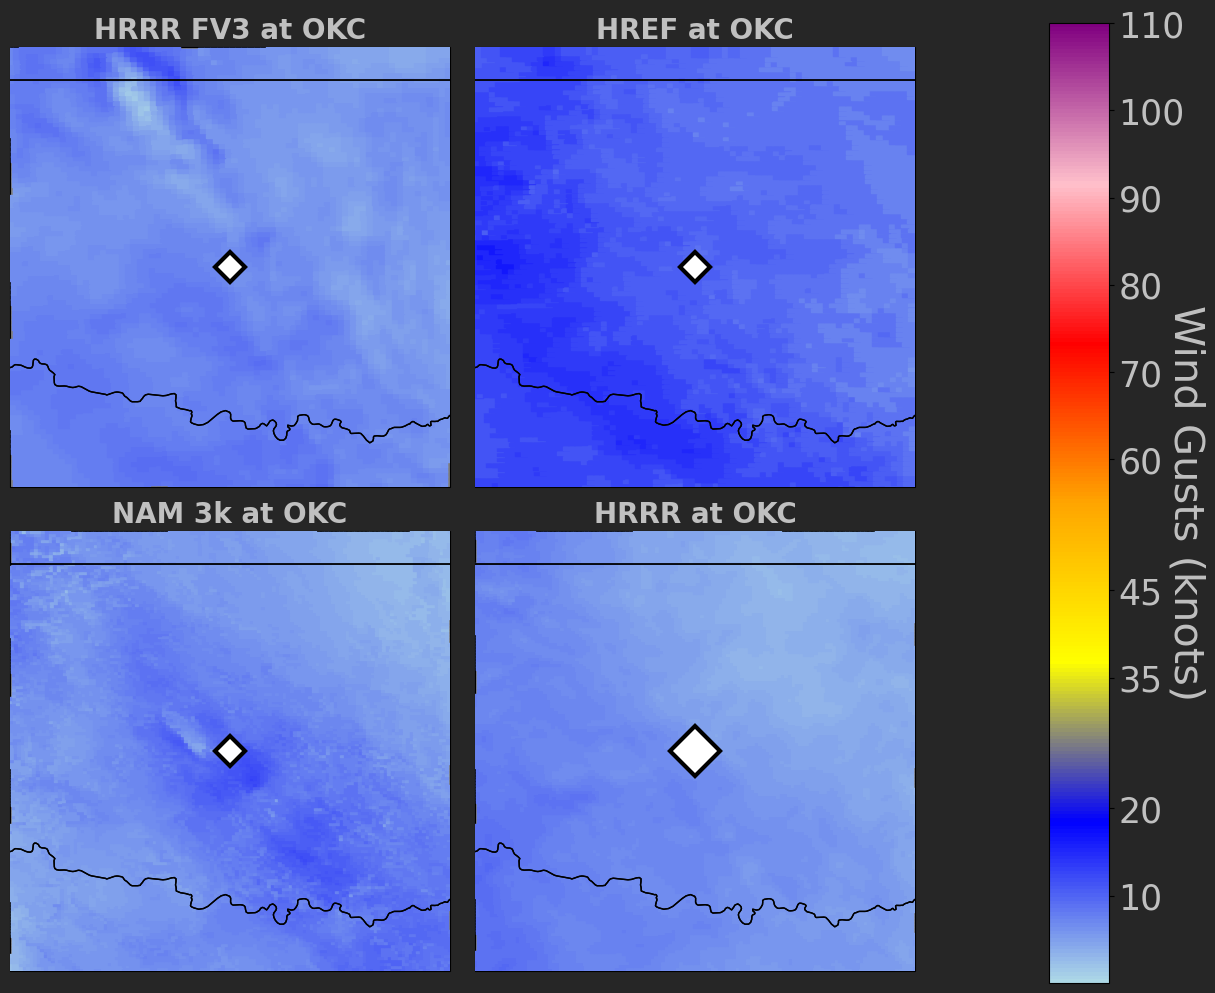 HRRR FV3 at OKC
HREF at OKC
NAM 3k at OKC
HRRR at OKC
110
100
90
80
70
60
45
35
20
10
Wind Gusts (knots)